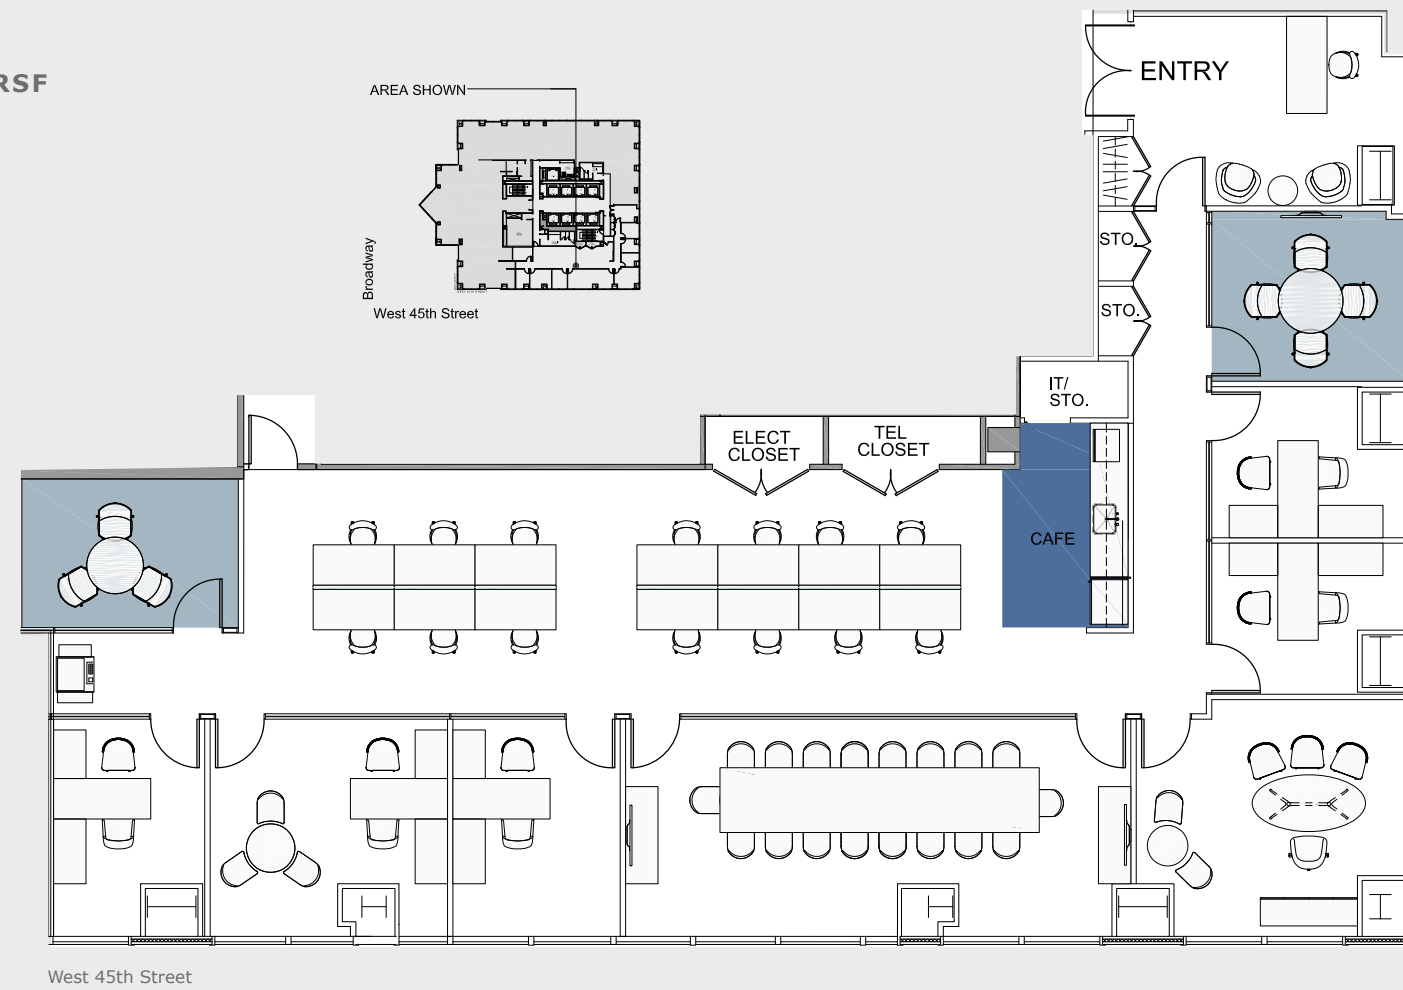 RSF
AREA SHOWN
ENTRY
Broadway
West 45th Street
STO.
STO.
IT/
STO.
ELECT
CLOSET
TEL
CLOSET
CAFE
West 45th Street